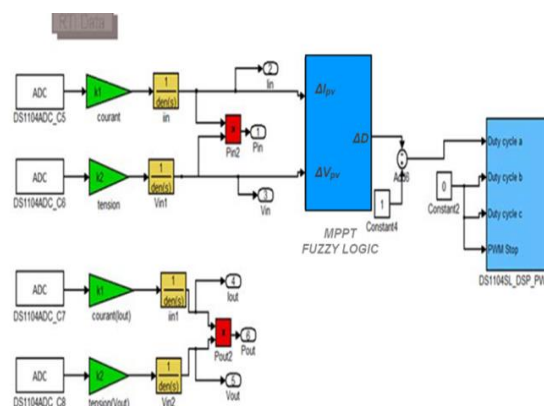 RTI Data
ADC
DS1104ADC_C5
k1
courant
1
den(s)
iin
2
Iin
Pin2
1
Pin
ADC
DS1104ADC_C6
k2
tension
1
den(s)
Vin1
3
Vin
ΔIpv
ΔVpv
ΔD
MPPT
FUZZY LOGIC
1
Constant4
0
Constant2
Duty cycle a
Duty cycle b
Duty cycle c
PWM Stop
DS1104SL_DSP_PW
ADC
DS1104ADC_C7
k1
courant(Iout)
1
den(s)
iin1
4
Iout
Pout2
6
Pout
ADC
DS1104ADC_C8
k2
tension(Vout)
1
den(s)
Vin2
5
Vout